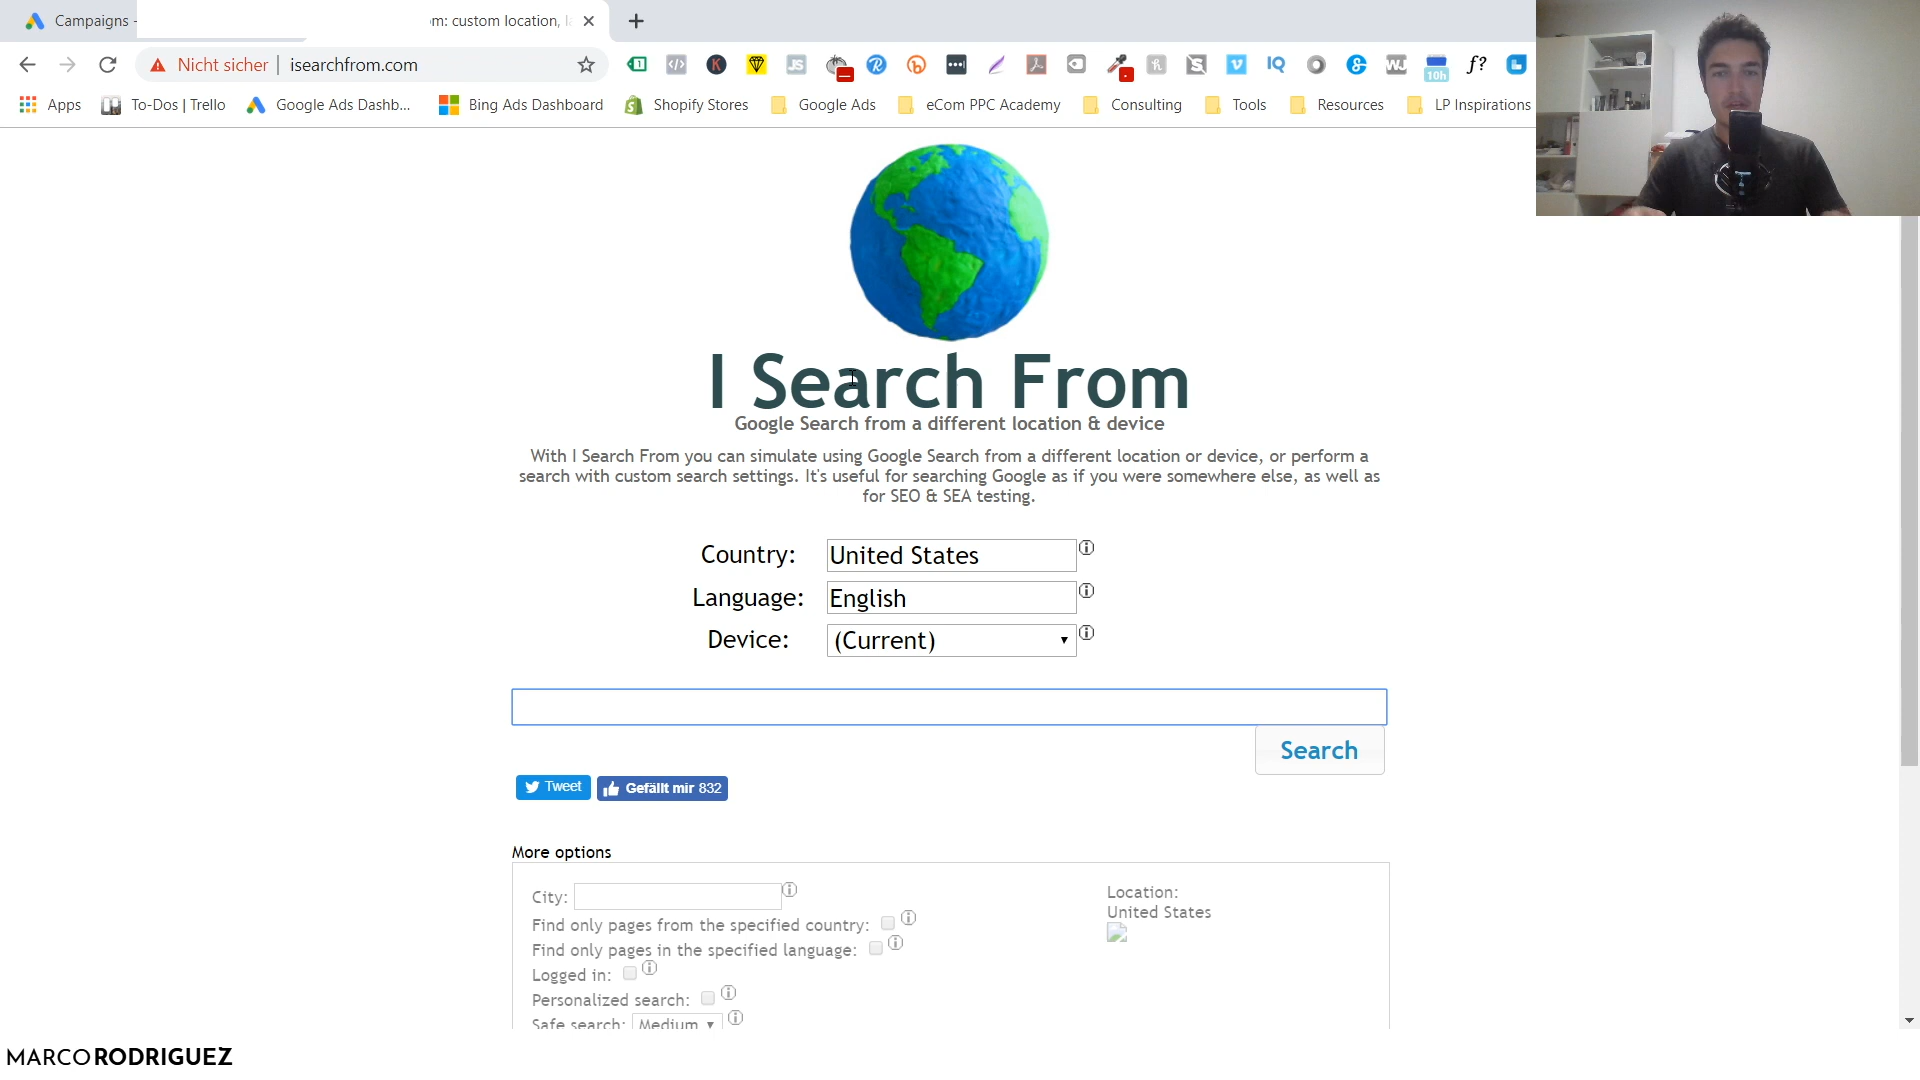 Campaigns -
m: custom location,
Nicht sicher | isearchfrom.com
Apps To-Dos | Trello Google Ads Dashb... Bing Ads Dashboard Shopify Stores Google Ads eCom PPC Academy Consulting Tools Resources LP Inspirations
I Search From
Google Search from a different location & device
With I Search From you can simulate using Google Search from a different location or device, or perform a
search with custom search settings. It's useful for searching Google as if you were somewhere else, as well as
for SEO & SEA testing.
Country: United States
Language: English
Device: (Current)
Search
Tweet Gefällt mir 832
More options
City:
Find only pages from the specified country:
Find only pages in the specified language:
Logged in:
Personalized search:
Safe search: Medium
Location:
United States
MARCO RODRIGUEZ